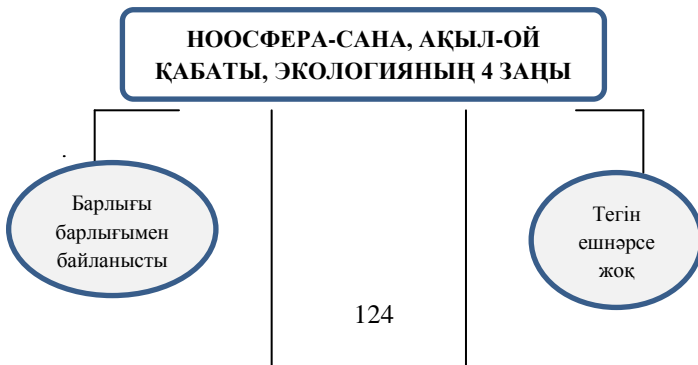 НООСФЕРА-САНА, АҚЫЛ-ОЙ
ҚАБАТЫ, ЭКОЛОГИЯНЫҢ 4 ЗАҢЫ
Барлығы
барлығымен
байланысты
Тегін
ешнәрсе
жоқ
124